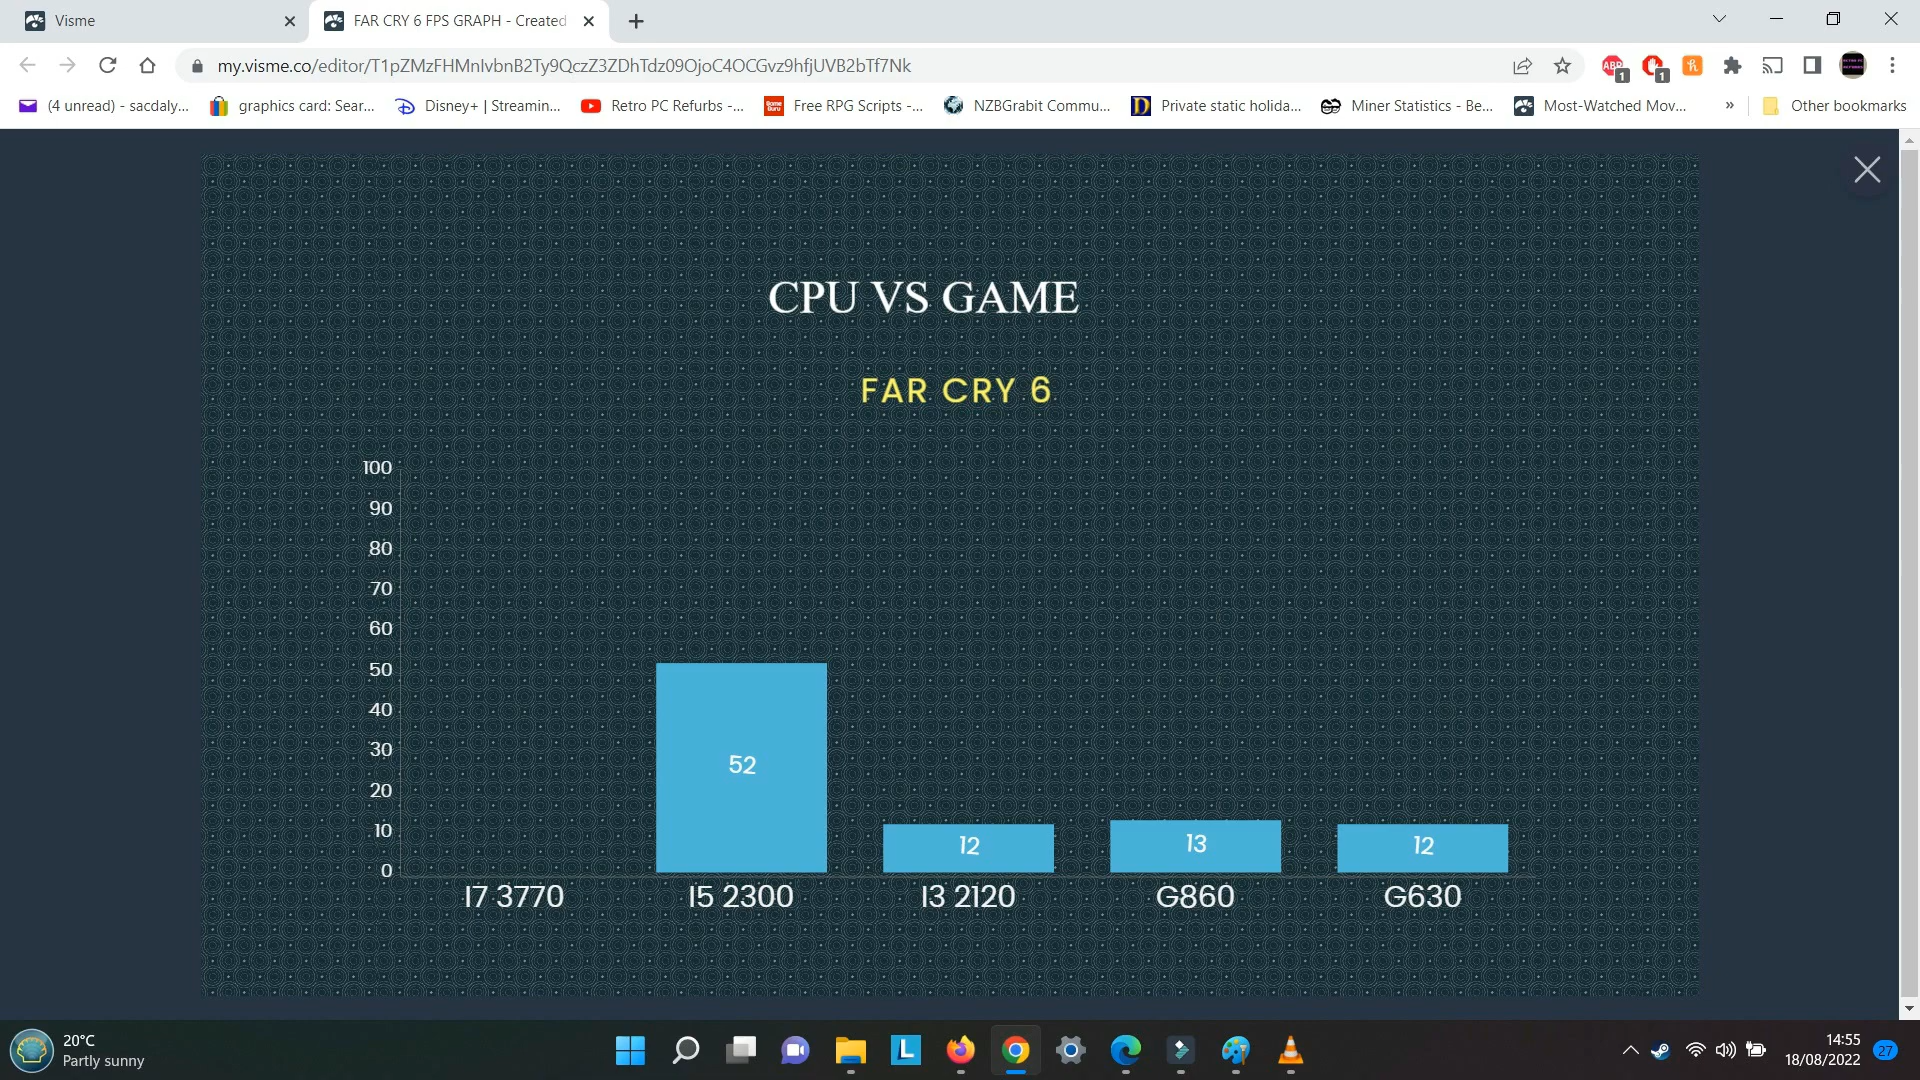 Visme
FAR CRY 6 FPS GRAPH - Created
my.visme.co/editor/T1pZMzFHMnIvbnB2Ty9QczZ3ZDhTdz09OjoC4OCGvz9hfjUVB2bTf7Nk
ABP 1 1
(4 unread) - sacdaly...
graphics card: Sear...
Disney+ | Streamin...
Retro PC Refurbs -...
Free RPG Scripts -...
NZBGrabit Commu...
Private static holida...
Miner Statistics - Be...
Most-Watched Mov...
»
Other bookmarks
CPU VS GAME
FAR CRY 6
100
90
80
70
60
50
40
30
20
10
0
52
12
13
12
I7 3770
I5 2300
I3 2120
G860
G630
20°C
Partly sunny
L
14:55
18/08/2022
27